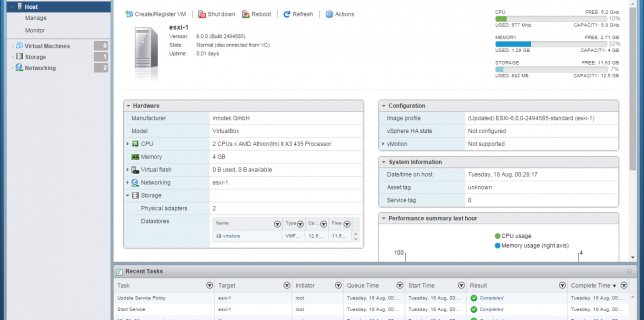 Host
Manage
Monitor
Virtual Machines 0
Storage 1
Networking 2
Create/Register VM Shut down Reboot Refresh Actions
esxi-1
Version: 6.0.0 (Build 2494585)
State: Normal (disconnected from VC)
Uptime: 0.01 days
CPU FREE: 5.2 GHz
10%
USED: 577 MHz CAPACITY: 5.8 GHz
MEMORY FREE: 2.71 GB
32%
USED: 1.29 GB CAPACITY: 4 GB
STORAGE FREE: 11.63 GB
7%
USED: 892 MB CAPACITY: 12.5 GB
Hardware
Manufacturer innotek GmbH
Model VirtualBox
CPU 2 CPUs x AMD Athlon(tm) II X3 435 Processor
Memory 4 GB
Virtual flash 0 B used, 0 B available
Networking esxi-1
Storage
Physical adapters 2
Datastores
Name Type Ca... Free
vmstore VMF... 12.5... 11.6...
Configuration
Image profile (Updated) ESXi-6.0.0-2494585-standard (esxi-1)
vSphere HA state Not configured
vMotion Not supported
System Information
Date/time on host Tuesday, 18 Aug, 00:28:17
Asset tag unknown
Service tag 0
Performance summary last hour
CPU usage
Memory usage (right axis)
100 4
Recent Tasks
Task Target Initiator Queue Time Start Time Result Complete Time
Update Service Policy esxi-1 root Tuesday, 18 Aug, 00:... Tuesday, 18 Aug, 00:... Completed Tuesday, 18 Aug, 00:...
Start Service esxi-1 root Tuesday, 18 Aug, 00:... Tuesday, 18 Aug, 00:... Completed Tuesday, 18 Aug, 00:...